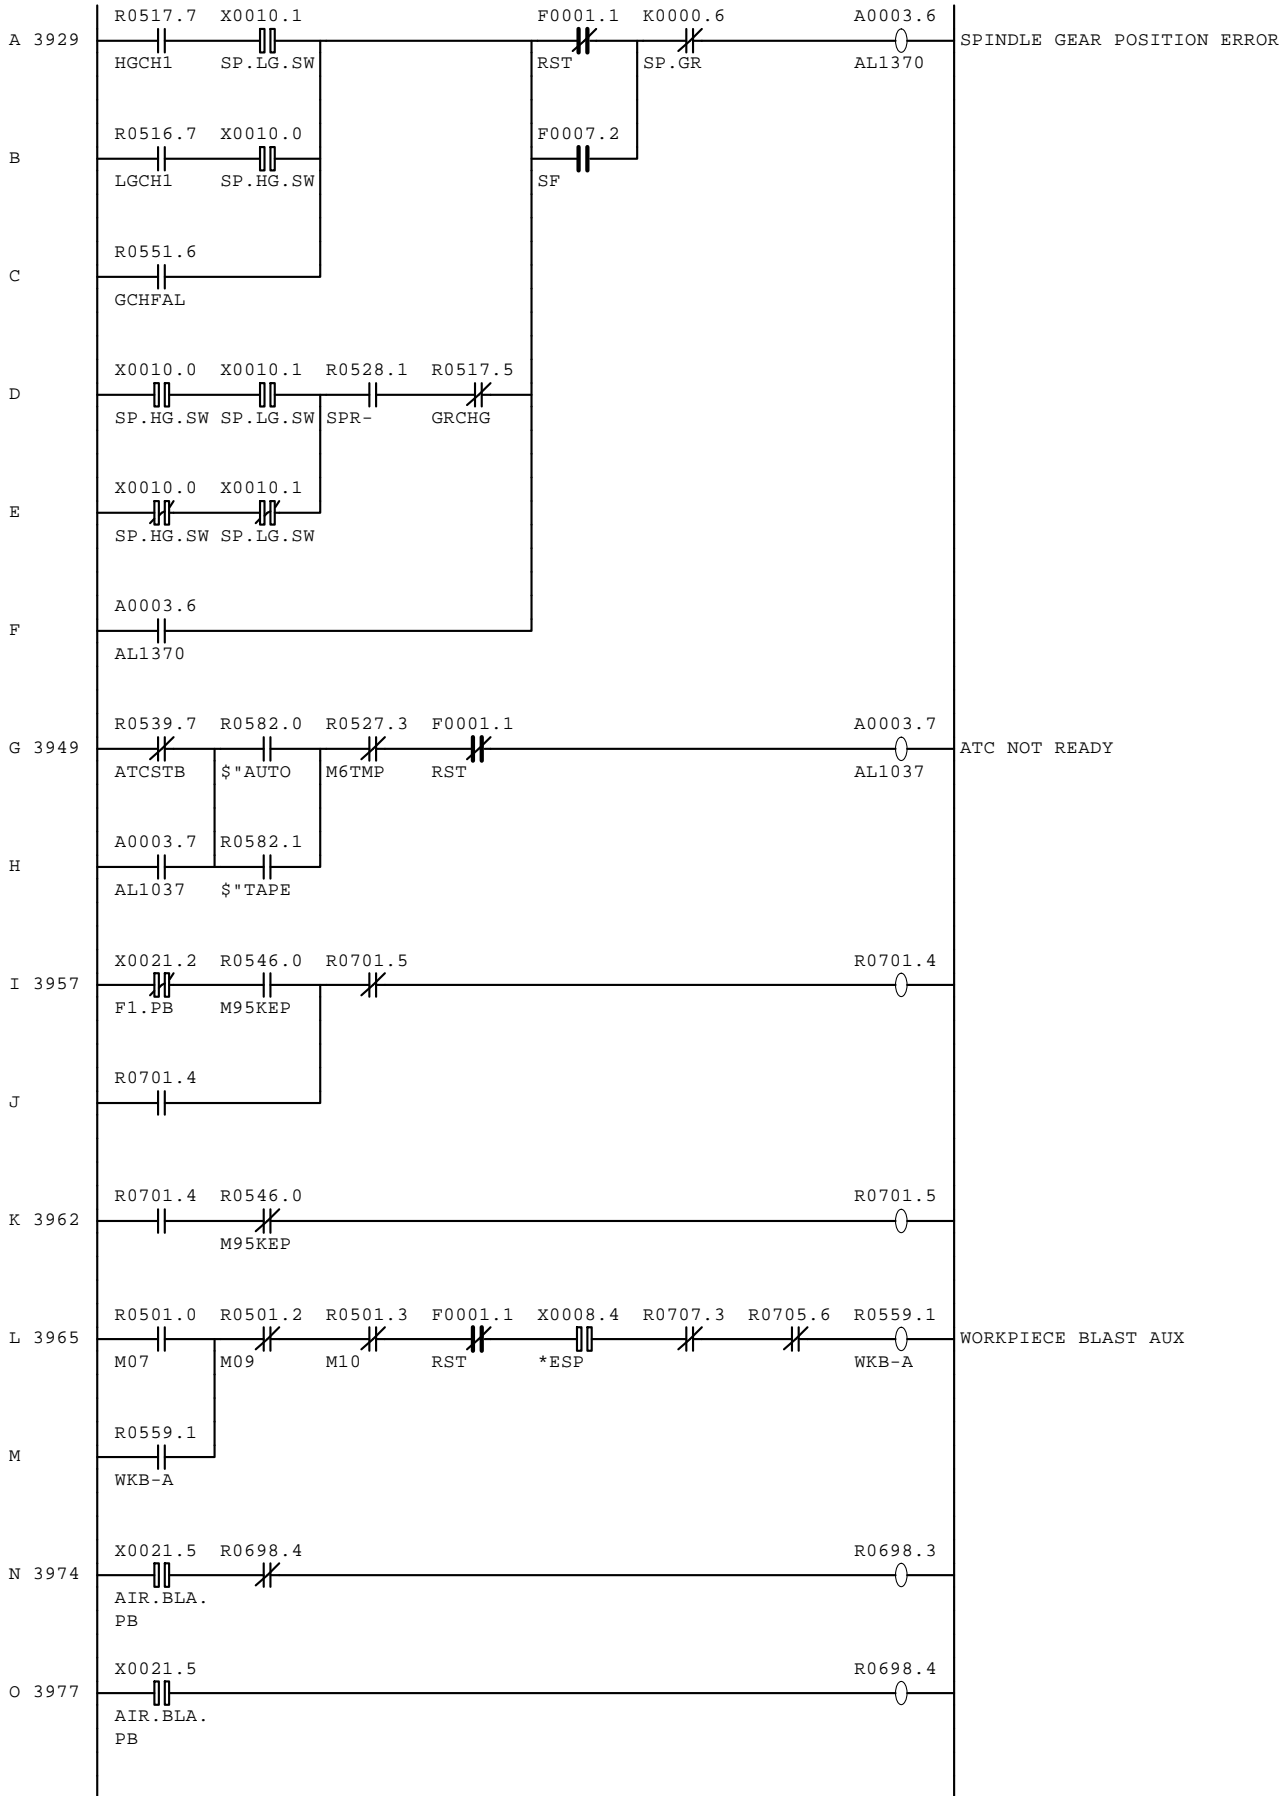 R0517.7 X0010.1 F0001.1 K0000.6 A0003.6
A 3929 SPINDLE GEAR POSITION ERROR
HGCH1 SP.LG.SW RST SP.GR AL1370
R0516.7 X0010.0 F0007.2
B
LGCH1 SP.HG.SW SF
R0551.6
C
GCHFAL
X0010.0 X0010.1 R0528.1 R0517.5
D
SP.HG.SW SP.LG.SW SPR- GRCHG
X0010.0 X0010.1
E
SP.HG.SW SP.LG.SW
A0003.6
F
AL1370
R0539.7 R0582.0 R0527.3 F0001.1 A0003.7
G 3949 ATC NOT READY
ATCSTB $"AUTO M6TMP RST AL1037
A0003.7 R0582.1
H
AL1037 $"TAPE
X0021.2 R0546.0 R0701.5 R0701.4
I 3957
F1.PB M95KEP
R0701.4
J
R0701.4 R0546.0 R0701.5
K 3962
M95KEP
R0501.0 R0501.2 R0501.3 F0001.1 X0008.4 R0707.3 R0705.6 R0559.1
L 3965 WORKPIECE BLAST AUX
M07 M09 M10 RST *ESP WKB-A
R0559.1
M
WKB-A
X0021.5 R0698.4 R0698.3
N 3974
AIR.BLA.
PB
X0021.5 R0698.4
O 3977
AIR.BLA.
PB